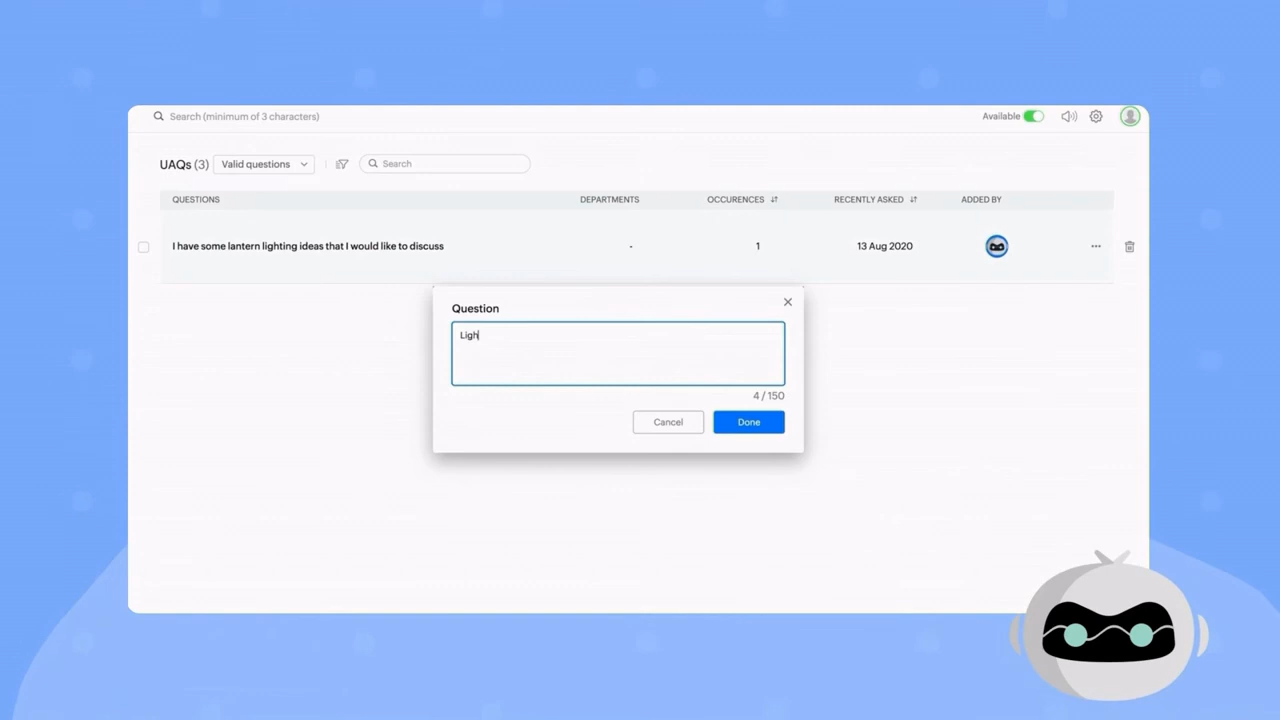 Search (minimum of 3 characters)
Available
UAQs (3)
Valid questions
Search
QUESTIONS
DEPARTMENTS
OCCURENCES
RECENTLY ASKED
ADDED BY
I have some lantern lighting ideas that I would like to discuss
-
1
13 Aug 2020
Question
Ligh
4 / 150
Cancel
Done